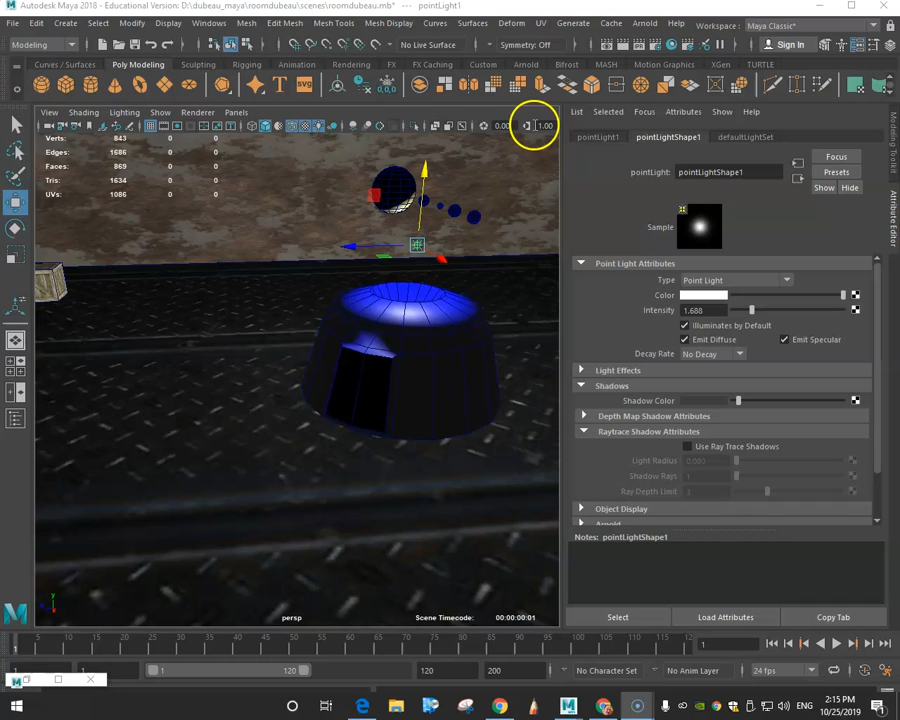 Autodesk Maya 2018 - Educational Version: D:\dubeau_maya\roomdubeau\scenes\roomdubeau.mb* --- pointLight1
File Edit Create Select Modify Display Windows Mesh Edit Mesh Mesh Tools Mesh Display Curves Surfaces Deform UV Generate Cache Arnold Help Workspace : Maya Classic*
Modeling No Live Surface Symmetry: Off Sign In
Curves / Surfaces Poly Modeling Sculpting Rigging Animation Rendering FX FX Caching Custom Arnold Bifrost MASH Motion Graphics XGen TURTLE
SVG
0,0,0
View Shading Lighting Show Renderer Panels
0.00 1.00
Verts: 843 0 0
Edges: 1686 0 0
Faces: 869 0 0
Tris: 1634 0 0
UVs: 1086 0 0
persp
Scene Timecode: 00:00:00:01
List Selected Focus Attributes Show Help
pointLight1 pointLightShape1 defaultLightSet
pointLight: pointLightShape1
Focus
Presets
Show Hide
Sample
Point Light Attributes
Type Point Light
Color
Intensity 1.688
Illuminates by Default
Emit Diffuse Emit Specular
Decay Rate No Decay
Light Effects
Shadows
Shadow Color
Depth Map Shadow Attributes
Raytrace Shadow Attributes
Use Ray Trace Shadows
Light Radius 0.000
Shadow Rays 1
Ray Depth Limit 3
Object Display
Arnold
Notes: pointLightShape1
Select Load Attributes Copy Tab
Modeling Toolkit
Attribute Editor
5 10 15 20 25 30 35 40 45 50 55 60 65 70 75 80 85 90 95 100 105 110 115 12
1
1 1 1 120 120 200 No Character Set No Anim Layer 24 fps
ENG 2:15 PM
10/25/2019